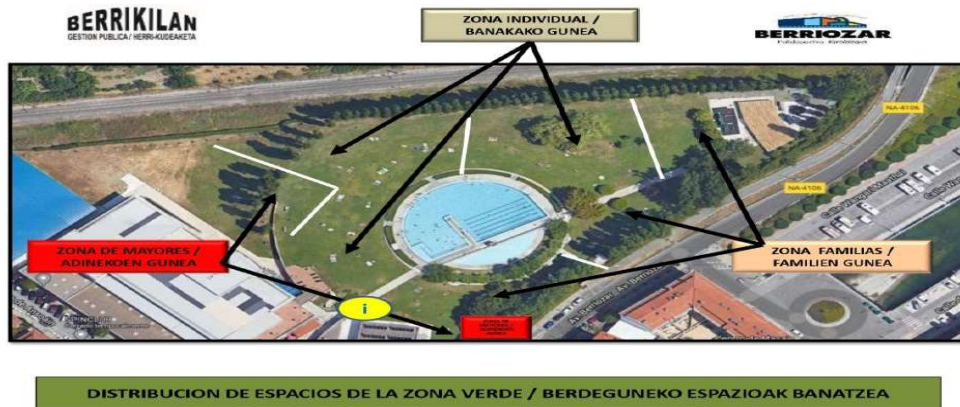 BERRIKILAN
GESTION PUBLICA / HERRI-KUDEAKETA
ZONA INDIVIDUAL /
BANAKAKO GUNEA
BERRIOZAR
NA-4106
NA-4106
ZONA DE MAYORES /
ADINEKOEN GUNEA
ZONA FAMILIAS /
FAMILIEN GUNEA
i
DISTRIBUCION DE ESPACIOS DE LA ZONA VERDE / BERDEGUNEKO ESPAZIOAK BANATZEA